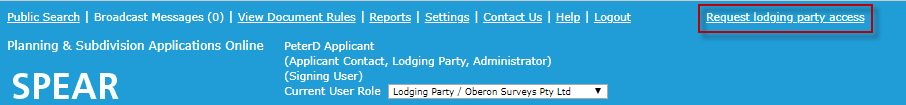 Public Search | Broadcast Messages (0) | View Document Rules | Reports | Settings | Contact Us | Help | Logout Request lodging party access
Planning & Subdivision Applications Online
SPEAR
PeterD Applicant
(Applicant Contact, Lodging Party, Administrator)
(Signing User)
Current User Role Lodging Party / Oberon Surveys Pty Ltd